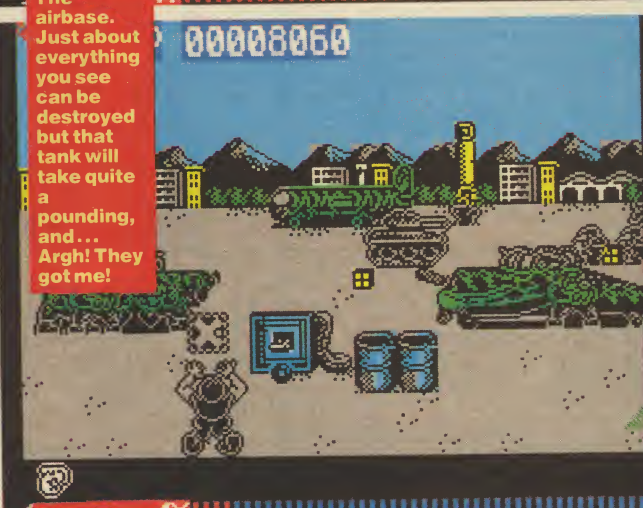 The
airbase.
Just about
everything
you see
can be
destroyed
but that
tank will
take quite
a
pounding,
and...
Argh! They
got me!
00008060